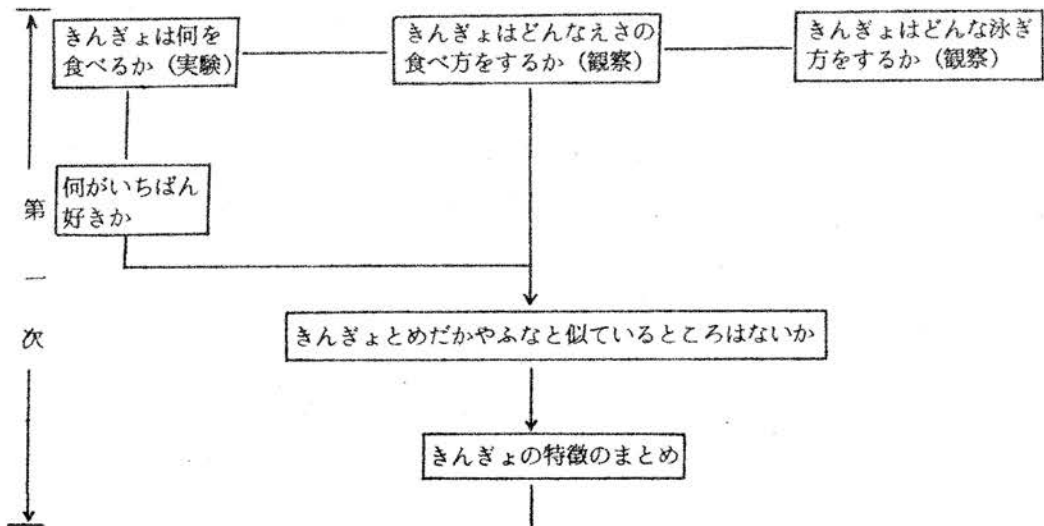 きんぎょは何を
食べるか（実験）
きんぎょはどんなえさの
食べ方をするか（観察）
きんぎょはどんな泳ぎ
方をするか（観察）
何がいちばん
好きか
第一次
きんぎょとめだかやふなと似ているところはないか
きんぎょの特徴のまとめ